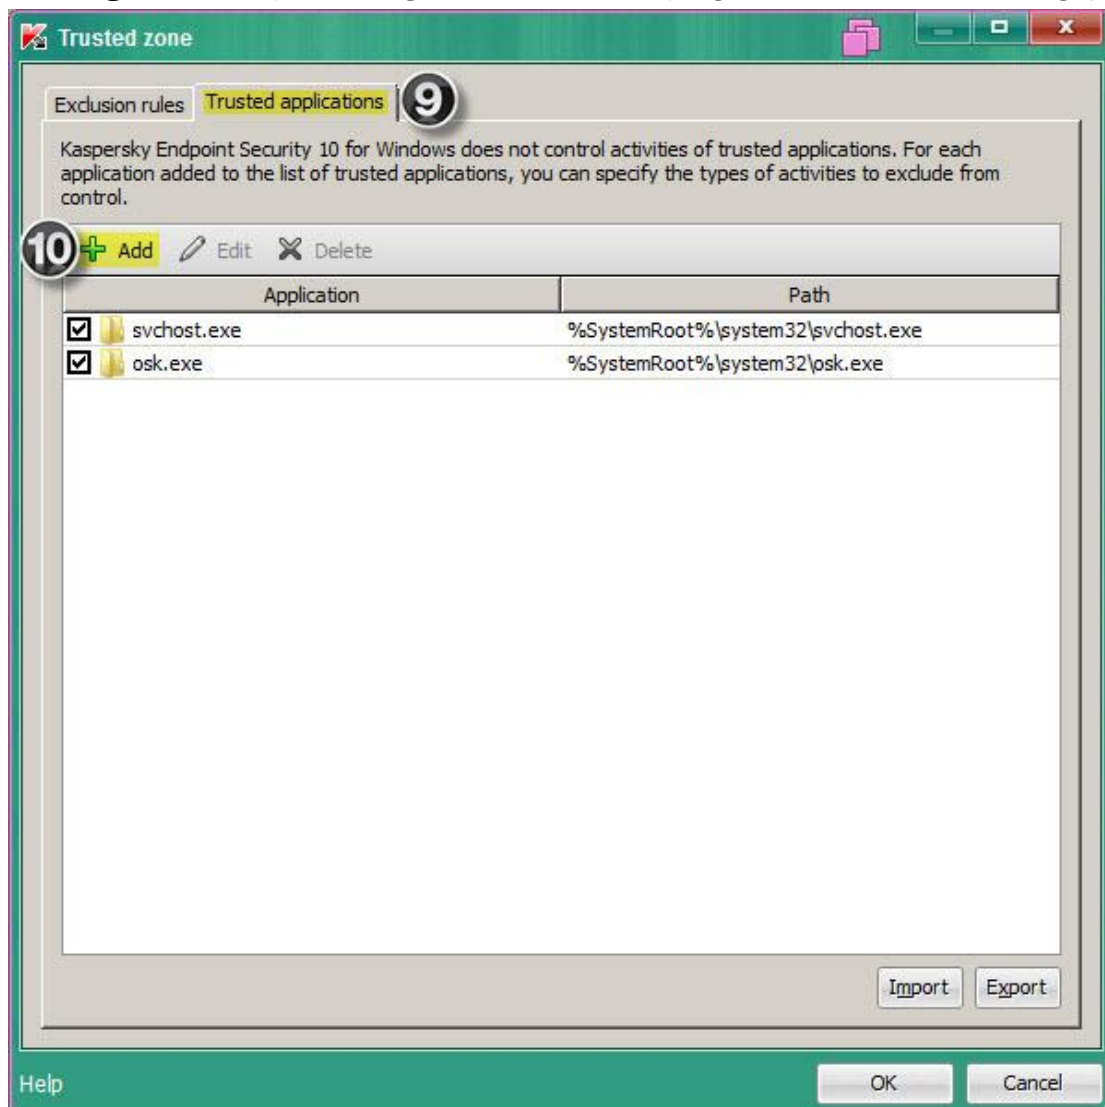 Trusted zone
Exclusion rules Trusted applications 9
Kaspersky Endpoint Security 10 for Windows does not control activities of trusted applications. For each
application added to the list of trusted applications, you can specify the types of activities to exclude from
control.
10 Add Edit Delete
Application Path
svchost.exe %SystemRoot%\system32\svchost.exe
osk.exe %SystemRoot%\system32\osk.exe
Import Export
Help OK Cancel